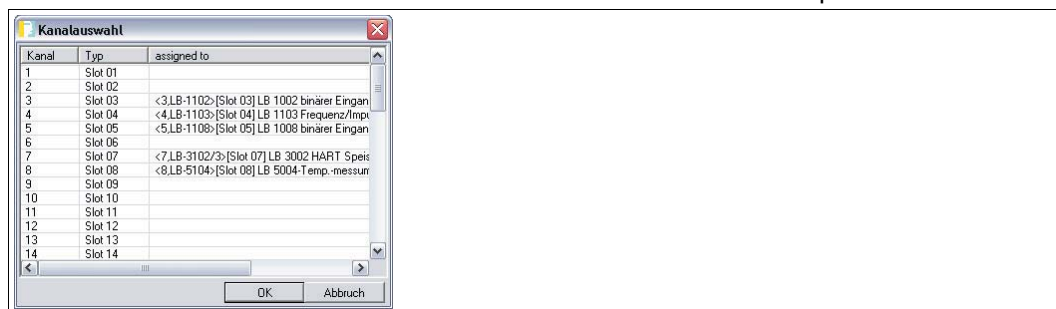 Kanalauswahl
Kanal Typ assigned to
1 Slot 01
2 Slot 02
3 Slot 03 <3,LB-1102>[Slot 03] LB 1002 binärer Eingan
4 Slot 04 <4,LB-1103>[Slot 04] LB 1103 Frequenz/Impu
5 Slot 05 <5,LB-1108>[Slot 05] LB 1008 binärer Eingan
6 Slot 06
7 Slot 07 <7,LB-3102/3>[Slot 07] LB 3002 HART Speis
8 Slot 08 <8,LB-5104>[Slot 08] LB 5004-Temp.-messun
9 Slot 09
10 Slot 10
11 Slot 11
12 Slot 12
13 Slot 13
14 Slot 14
OK Abbruch